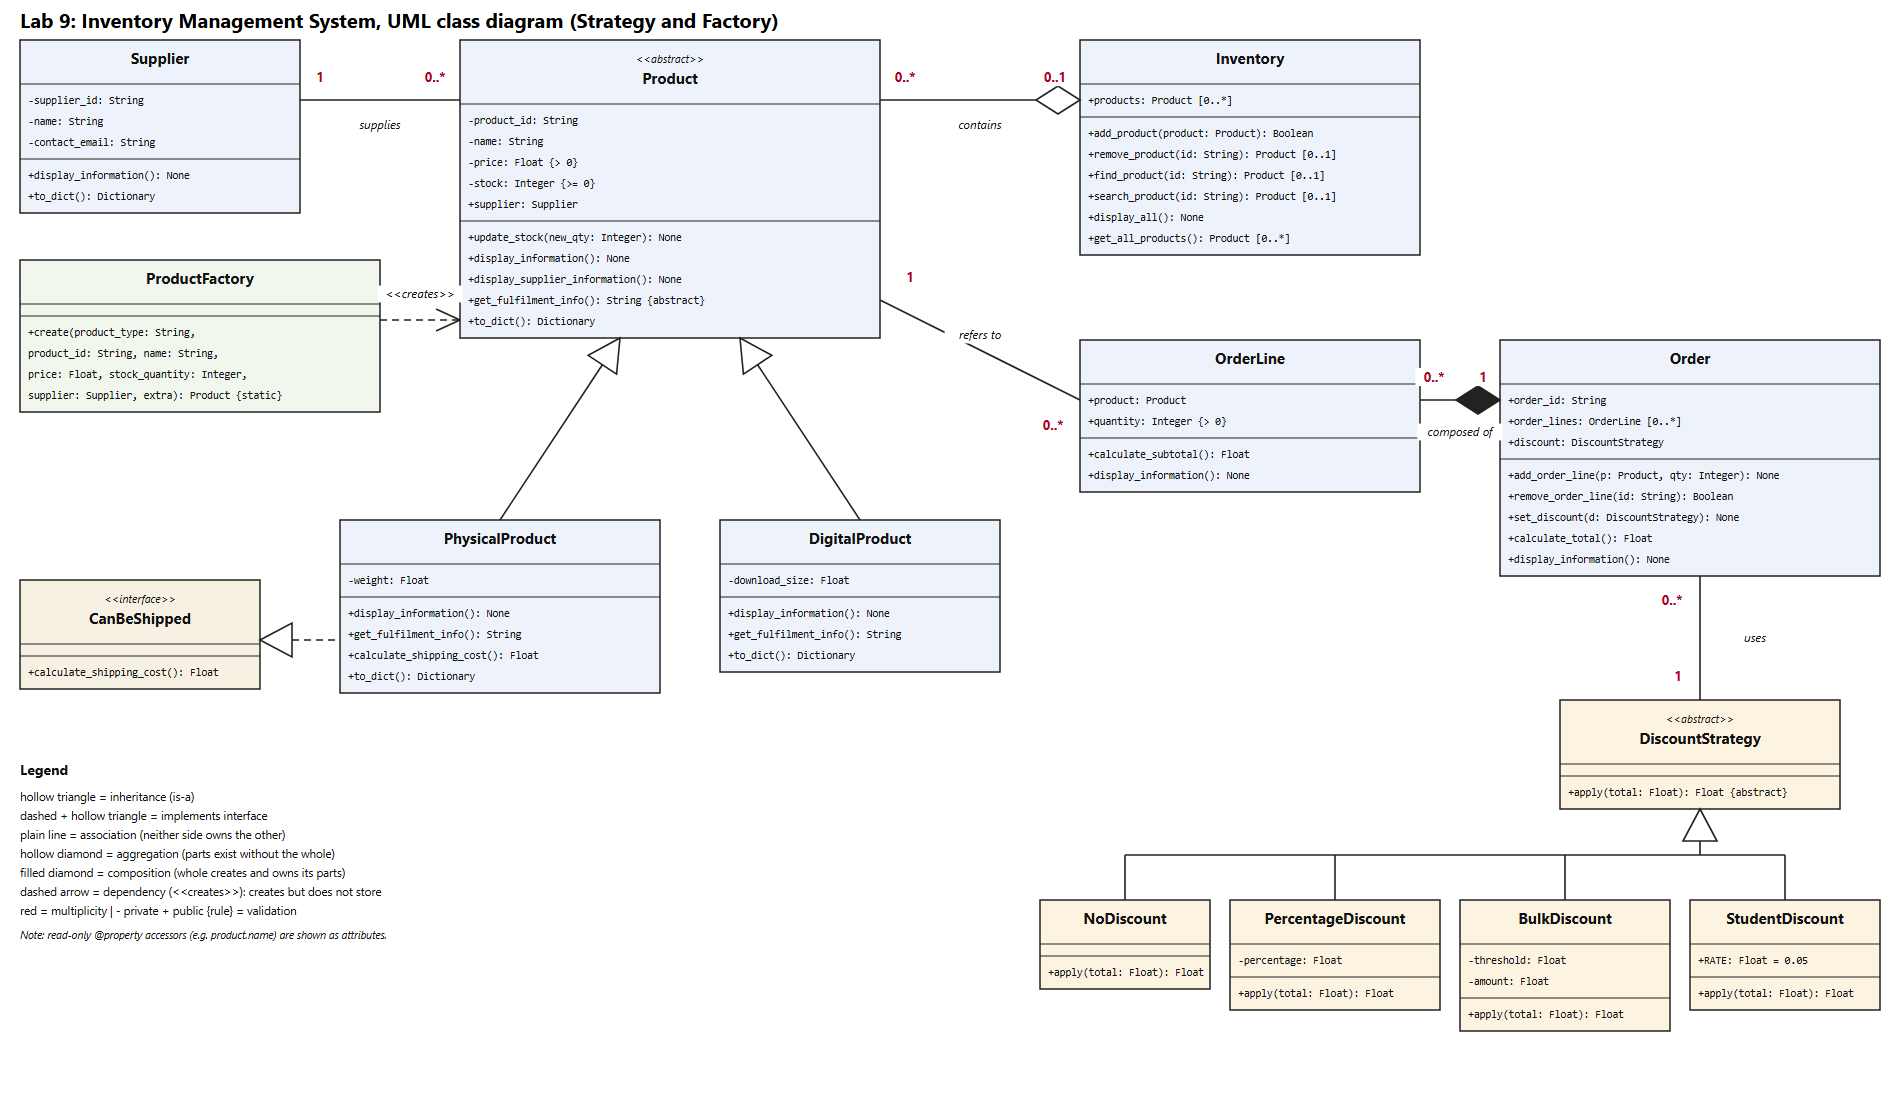 Lab 9: Inventory Management System, UML class diagram (Strategy and Factory)
Supplier
-supplier_id: String
-name: String
-contact_email: String
+display_information(): None
+to_dict(): Dictionary
1
0..*
supplies
<<abstract>>
Product
-product_id: String
-name: String
-price: Float {> 0}
-stock: Integer {>= 0}
+supplier: Supplier
+update_stock(new_qty: Integer): None
+display_information(): None
+display_supplier_information(): None
+get_fulfilment_info(): String {abstract}
+to_dict(): Dictionary
0..*
0..1
contains
Inventory
+products: Product [0..*]
+add_product(product: Product): Boolean
+remove_product(id: String): Product [0..1]
+find_product(id: String): Product [0..1]
+search_product(id: String): Product [0..1]
+display_all(): None
+get_all_products(): Product [0..*]
ProductFactory
+create(product_type: String,
product_id: String, name: String,
price: Float, stock_quantity: Integer,
supplier: Supplier, extra): Product {static}
<<creates>>
1
refers to
0..*
OrderLine
+product: Product
+quantity: Integer {> 0}
+calculate_subtotal(): Float
+display_information(): None
0..*
1
composed of
Order
+order_id: String
+order_lines: OrderLine [0..*]
+discount: DiscountStrategy
+add_order_line(p: Product, qty: Integer): None
+remove_order_line(id: String): Boolean
+set_discount(d: DiscountStrategy): None
+calculate_total(): Float
+display_information(): None
<<interface>>
CanBeShipped
+calculate_shipping_cost(): Float
PhysicalProduct
-weight: Float
+display_information(): None
+get_fulfilment_info(): String
+calculate_shipping_cost(): Float
+to_dict(): Dictionary
DigitalProduct
-download_size: Float
+display_information(): None
+get_fulfilment_info(): String
+to_dict(): Dictionary
0..*
uses
1
<<abstract>>
DiscountStrategy
+apply(total: Float): Float {abstract}
Legend
hollow triangle = inheritance (is-a)
dashed + hollow triangle = implements interface
plain line = association (neither side owns the other)
hollow diamond = aggregation (parts exist without the whole)
filled diamond = composition (whole creates and owns its parts)
dashed arrow = dependency (<<creates>>): creates but does not store
red = multiplicity | - private + public {rule} = validation
Note: read-only @property accessors (e.g. product.name) are shown as attributes.
NoDiscount
+apply(total: Float): Float
PercentageDiscount
-percentage: Float
+apply(total: Float): Float
BulkDiscount
-threshold: Float
-amount: Float
+apply(total: Float): Float
StudentDiscount
+RATE: Float = 0.05
+apply(total: Float): Float